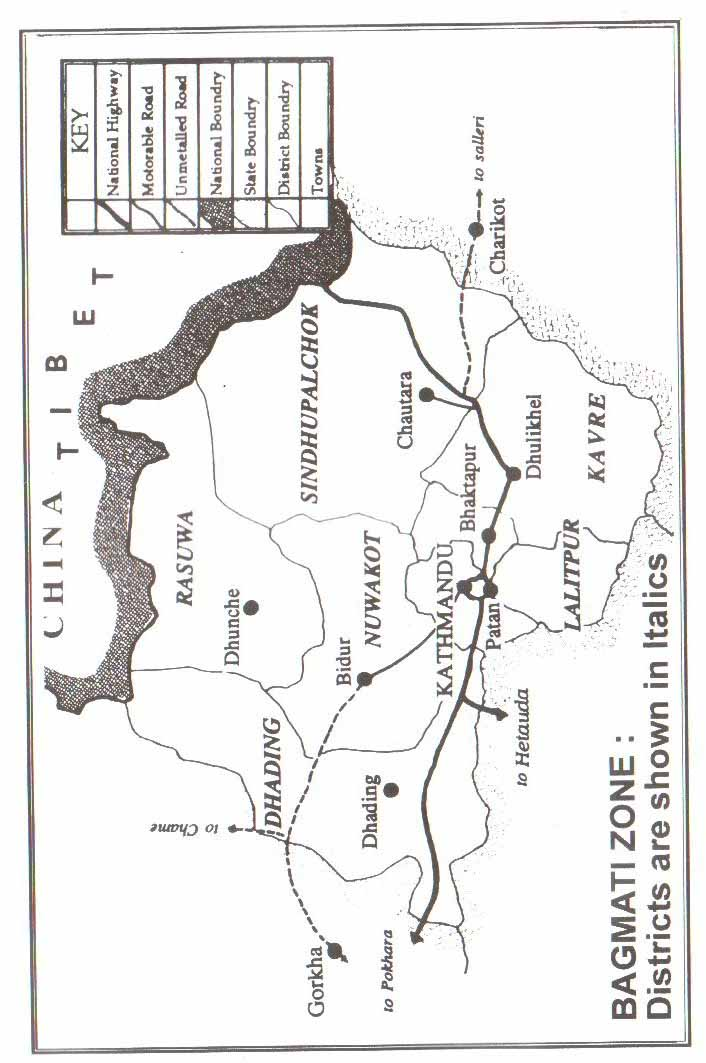 CHINA
TIBET
KEY
National Highway
Motorable Road
Unmetalled Road
National Boundry
State Boundry
District Boundry
Towns
RASUWA
Dhunche
SINDHUPALCHOK
NUWAKOT
Bidur
Chautara
to salleri
Charikot
to Chame
DHADING
Dhading
Gorkha
to Pokhara
KATHMANDU
Bhaktapur
Patan
Dhulikhel
KAVRE
LALITPUR
to Hetauda
BAGMATI ZONE :
Districts are shown in Italics